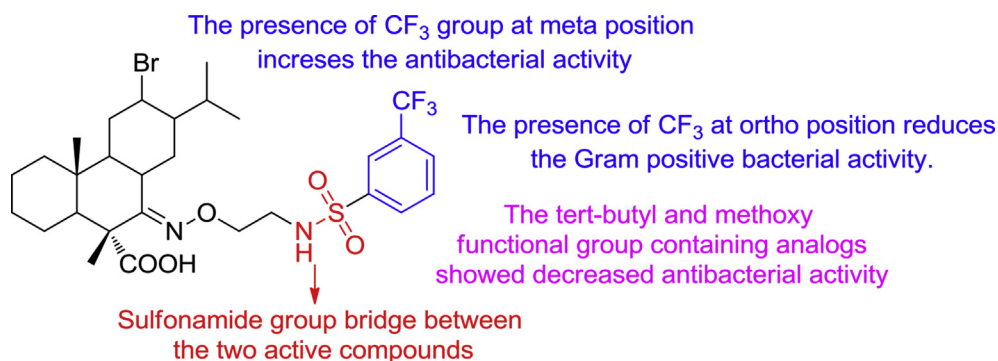 The presence of CF3 group at meta position
increses the antibacterial activity
Br
CF3
The presence of CF3 at ortho position reduces
the Gram positive bacterial activity.
O
O
S
N
N
H
O
COOH
The tert-butyl and methoxy
functional group containing analogs
showed decreased antibacterial activity
Sulfonamide group bridge between
the two active compounds